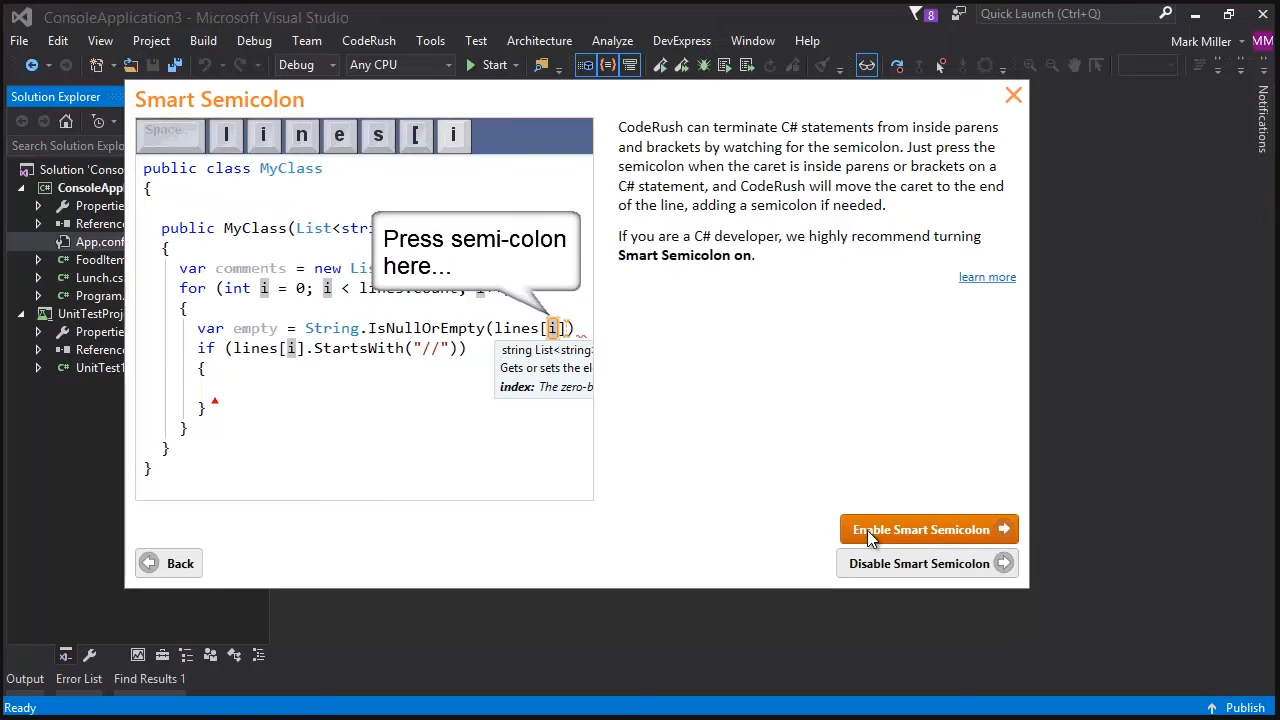 ConsoleApplication3 - Microsoft Visual Studio
8
Quick Launch (Ctrl+Q)
File Edit View Project Build Debug Team CodeRush Tools Test Architecture Analyze DevExpress Window Help
Mark Miller MM
Debug Any CPU Start
Solution Explorer
Search Solution Explo
Solution 'Conso
ConsoleAppl
Propertie
Reference
App.conf
FoodItem
Lunch.cs
Program.
UnitTestProj
Propertie
Reference
UnitTest1
Notifications
Smart Semicolon
Space l i n e s [ i
public class MyClass
{
public MyClass(List<stri
{
var comments = new Lis
for (int i = 0; i < lines.Count; i
{
var empty = String.IsNullOrEmpty(lines[i])
if (lines[i].StartsWith("//"))
{
}
}
}
}
Press semi-colon
here...
string List<string>
Gets or sets the el
index: The zero-b
CodeRush can terminate C# statements from inside parens
and brackets by watching for the semicolon. Just press the
semicolon when the caret is inside parens or brackets on a
C# statement, and CodeRush will move the caret to the end
of the line, adding a semicolon if needed.
If you are a C# developer, we highly recommend turning
Smart Semicolon on.
learn more
Enable Smart Semicolon
Back
Disable Smart Semicolon
Output Error List Find Results 1
Ready
Publish